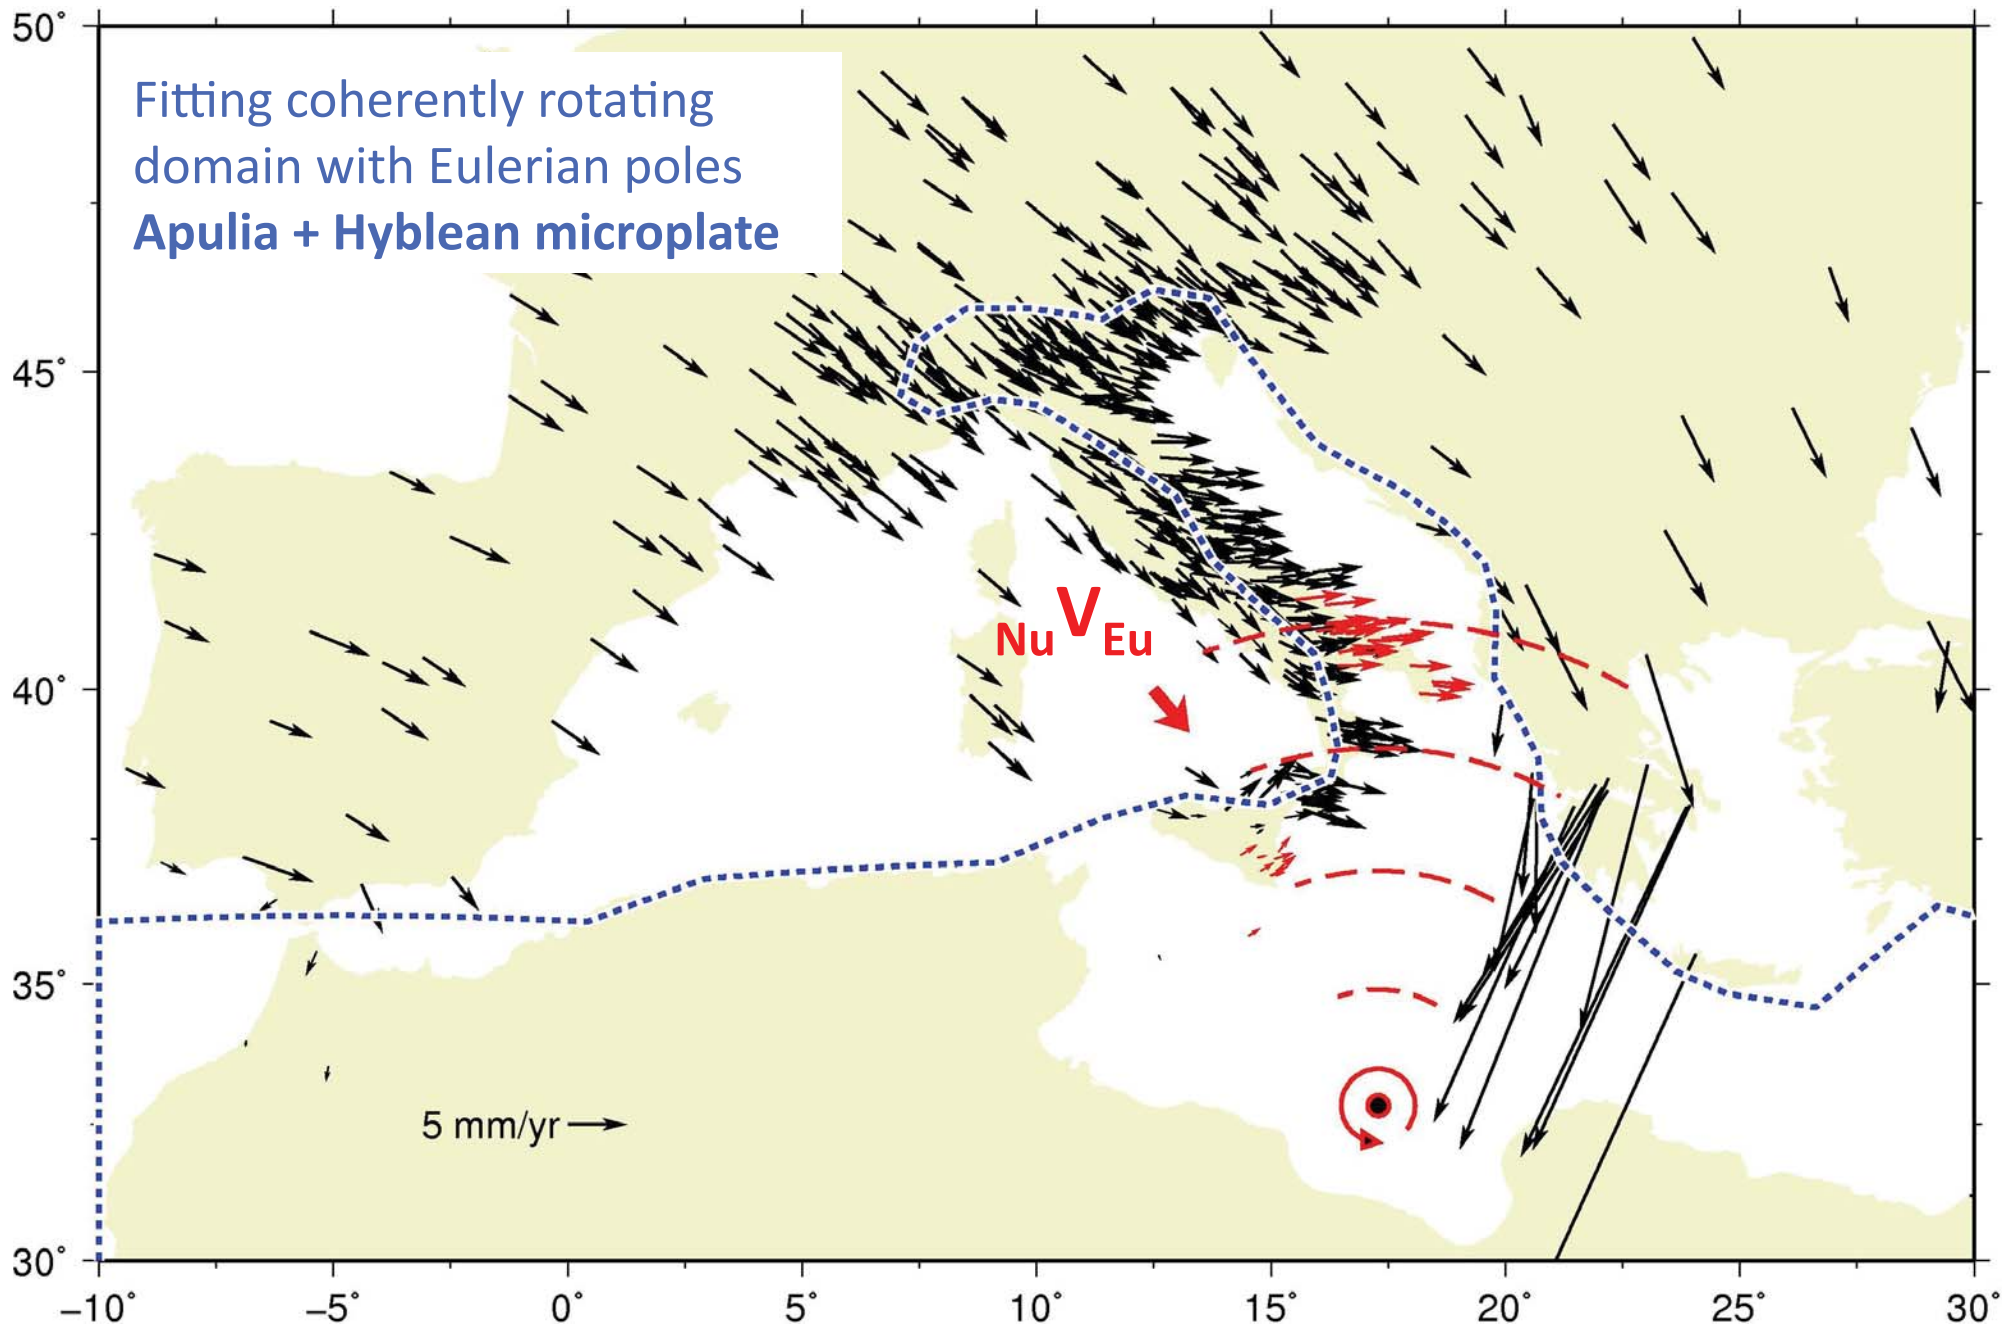 50°
Fitting coherently rotating
domain with Eulerian poles
Apulia + Hyblean microplate
45°
NuVEu
40°
35°
5 mm/yr
30°
−10° −5° 0° 5° 10° 15° 20° 25° 30°